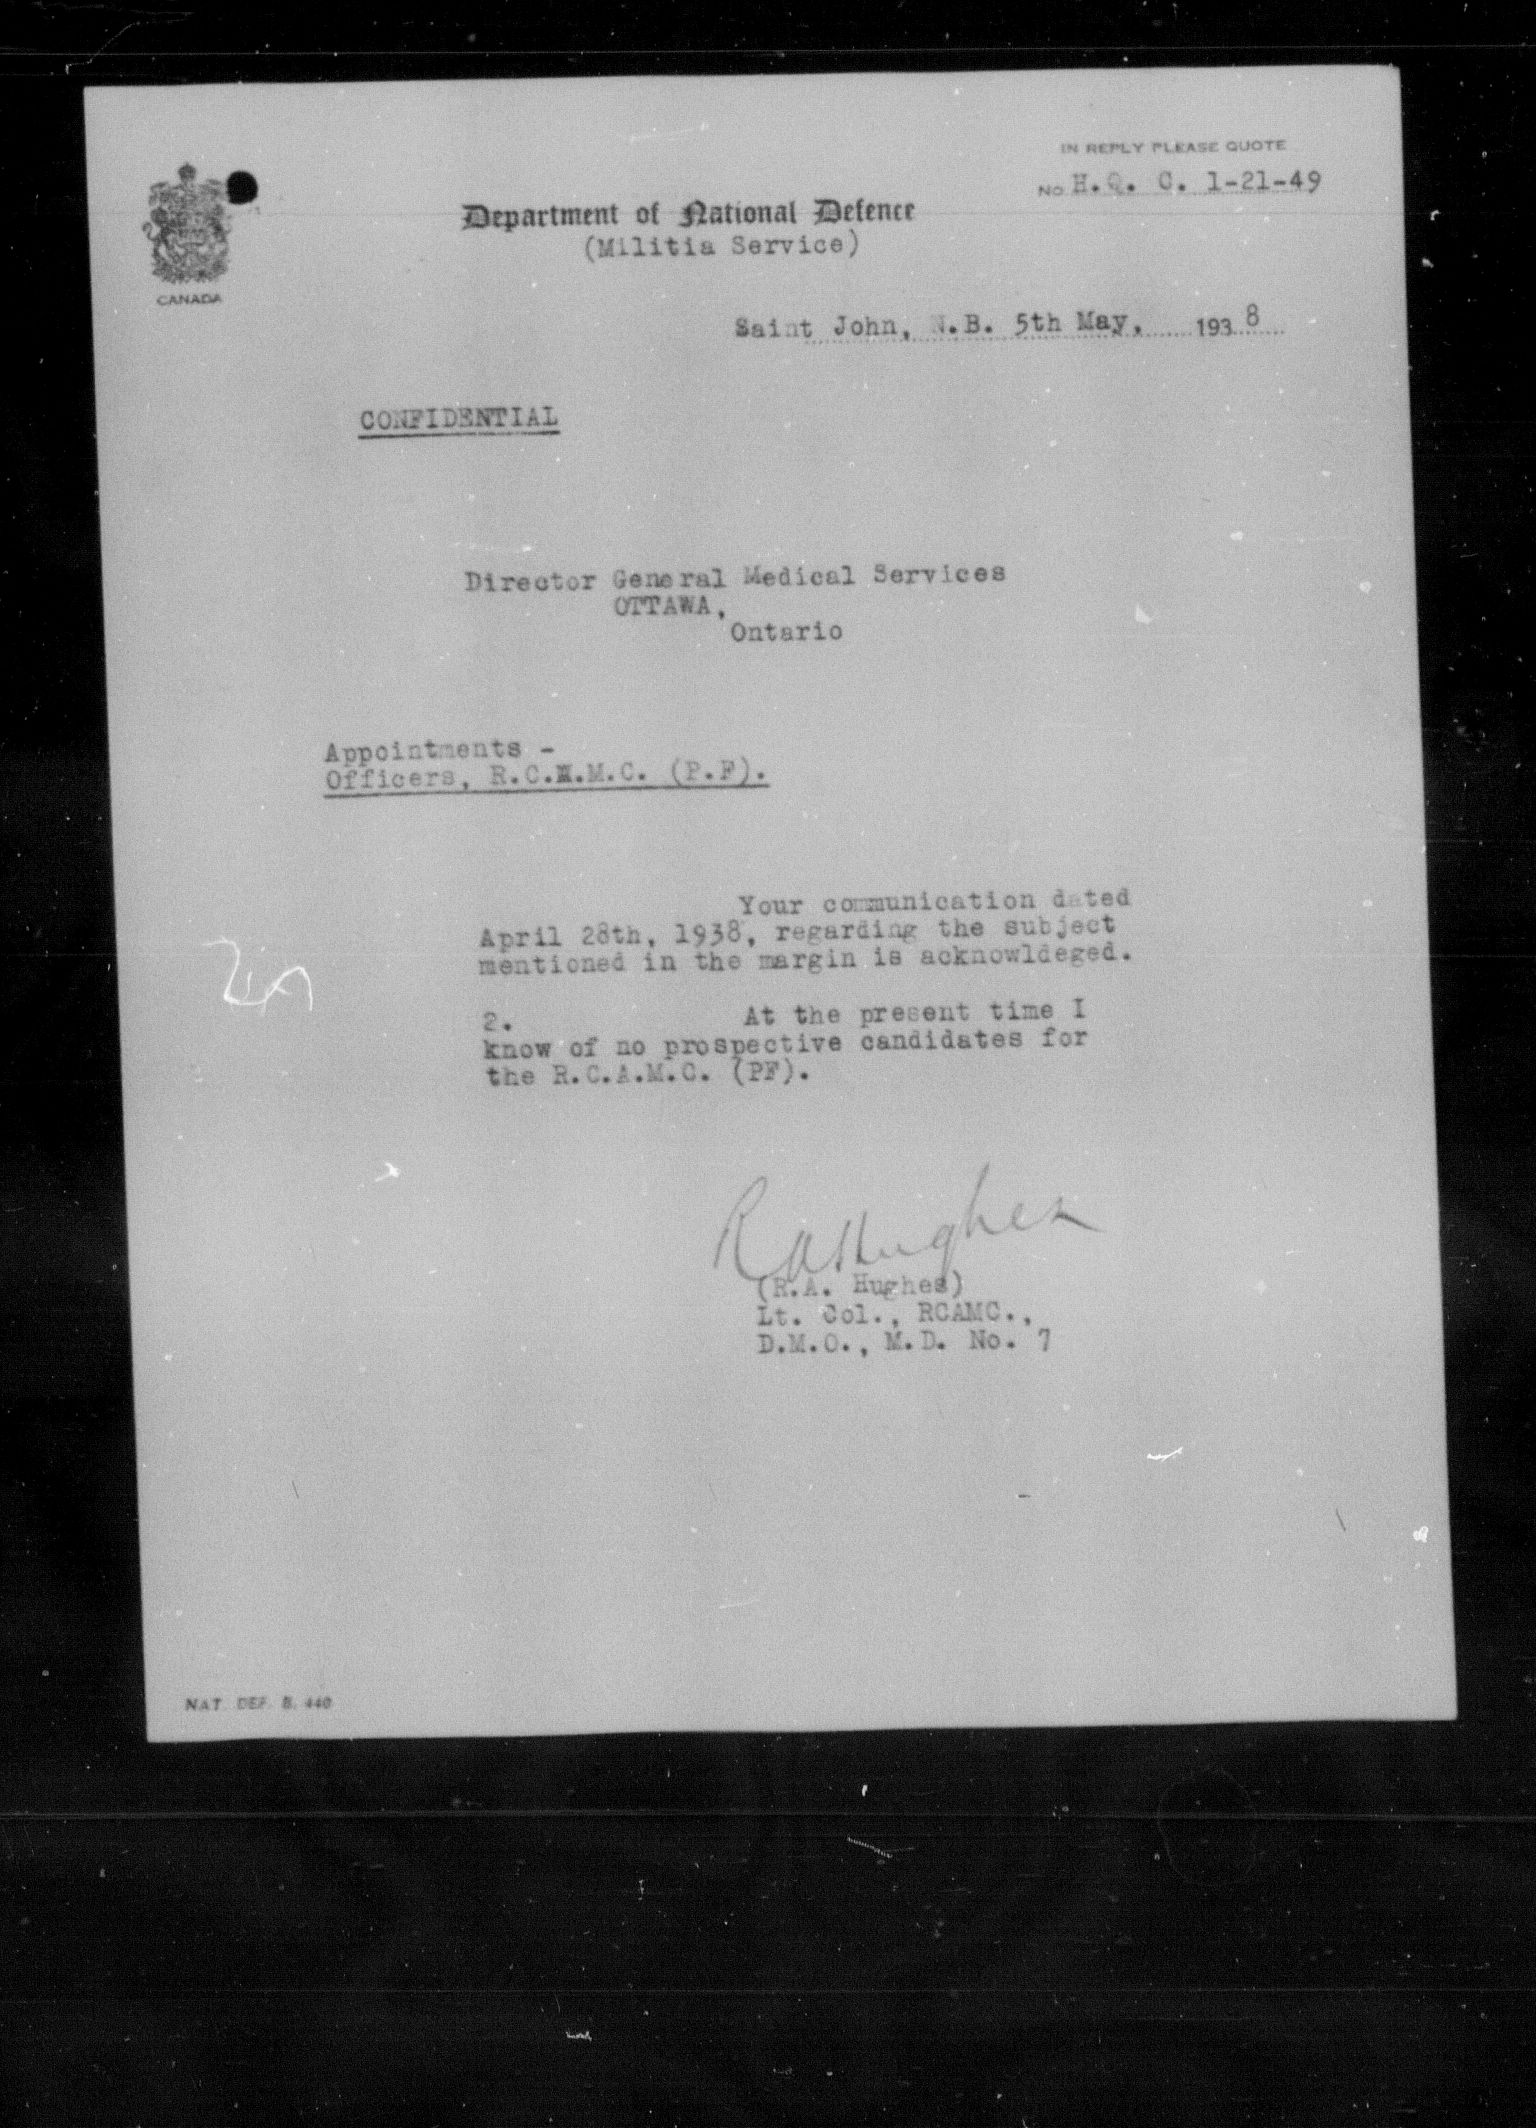 IN REPLY PLEASE QUOTE
No H.Q. C. 1-21-49
Department of National Defence
(Militia Service)
CANADA
Saint John, N.B. 5th May, 1938
CONFIDENTIAL
Director General Medical Services
OTTAWA,
Ontario
Appointments -
Officers, R.C.A.M.C. (P.F).
Your communication dated
April 28th, 1938, regarding the subject
mentioned in the margin is acknowldeged.
2. At the present time I
know of no prospective candidates for
the R.C.A.M.C. (PF).
RAHughes
(R.A. Hughes)
Lt. Col., RCAMC.,
D.M.O., M.D. No. 7
NAT. DEF. B. 440